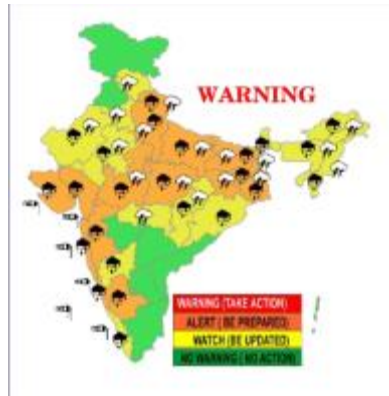 WARNING
WARNING (TAKE ACTION)
ALERT ( BE PREPARED)
WATCH (BE UPDATED)
NO WARNING ( NO ACTION)